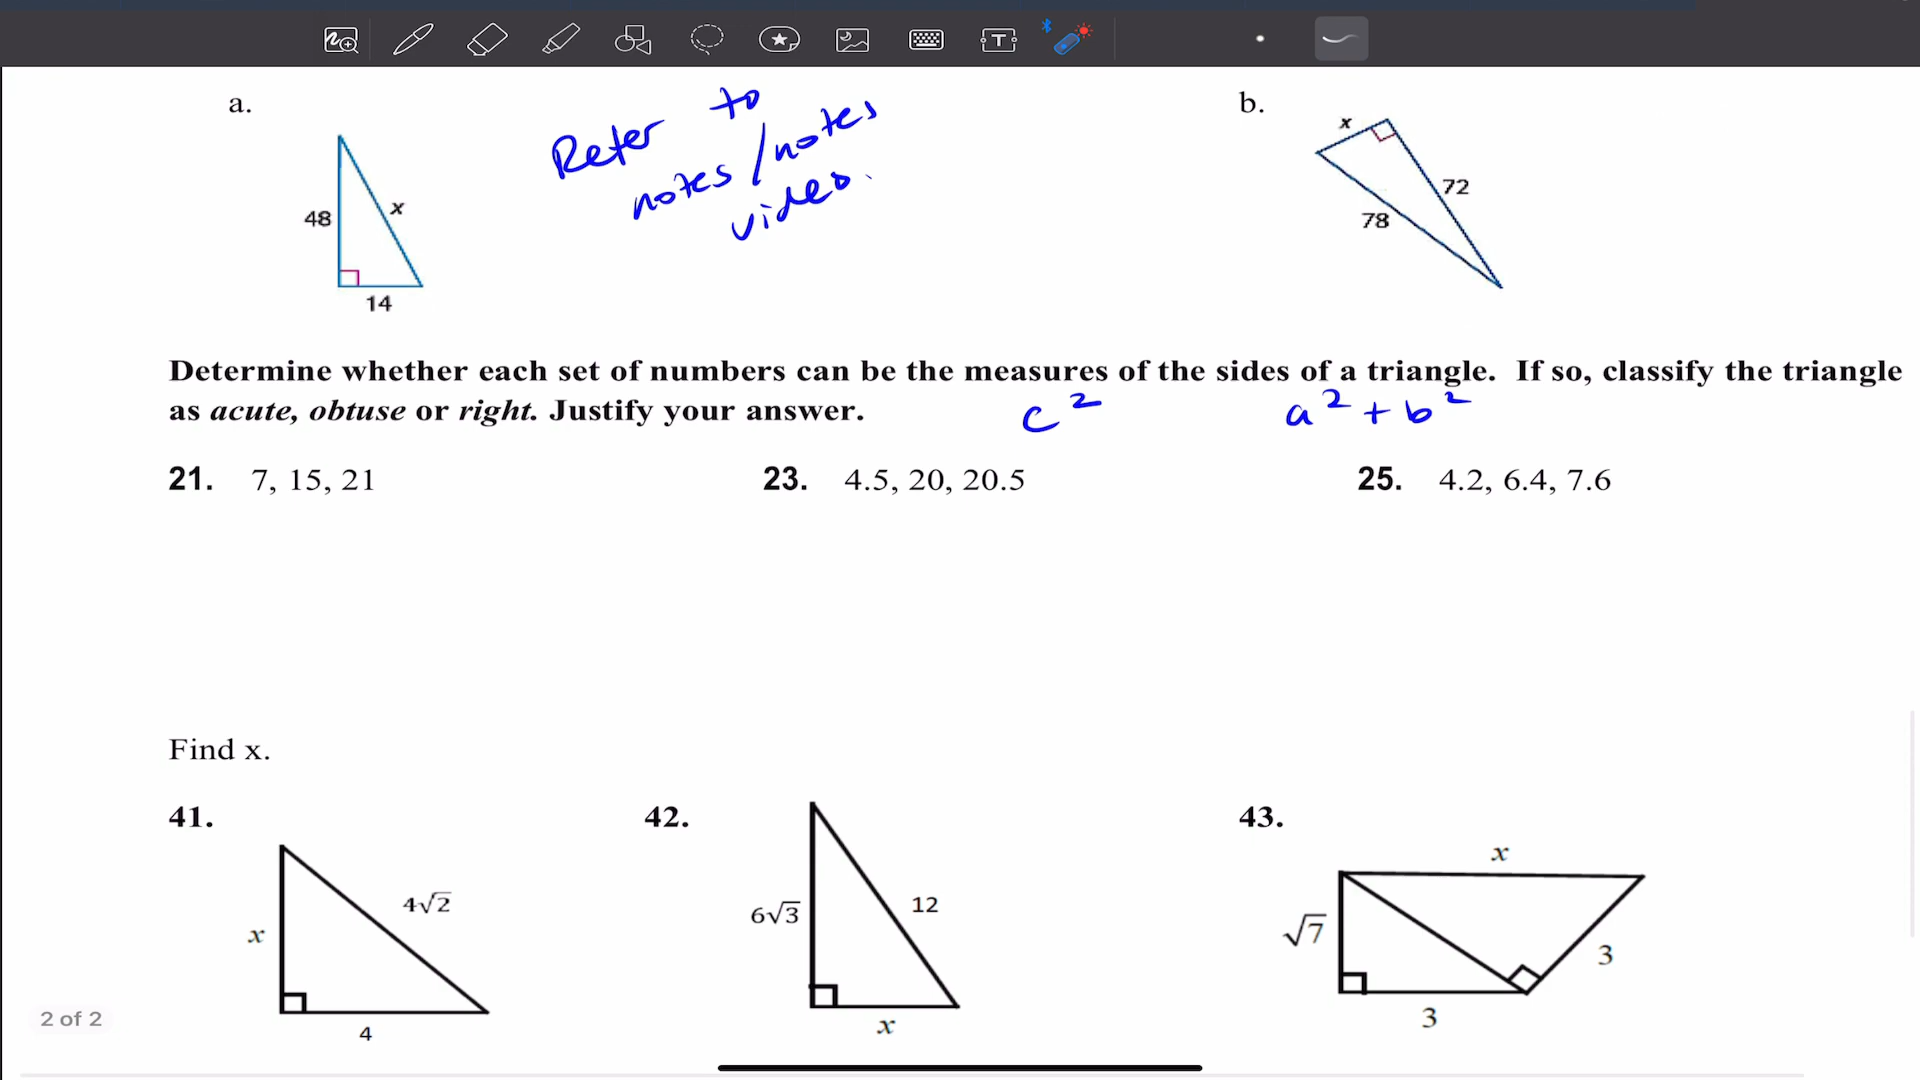 a.
Refer to
notes/notes
video.
48
x
14
b.
x
72
78
Determine whether each set of numbers can be the measures of the sides of a triangle. If so, classify the triangle
as acute, obtuse or right. Justify your answer.
c² a² + b²
21. 7, 15, 21
23. 4.5, 20, 20.5
25. 4.2, 6.4, 7.6
Find x.
41.
x
4√2
4
42.
6√3
12
x
43.
x
√7
3
3
2 of 2